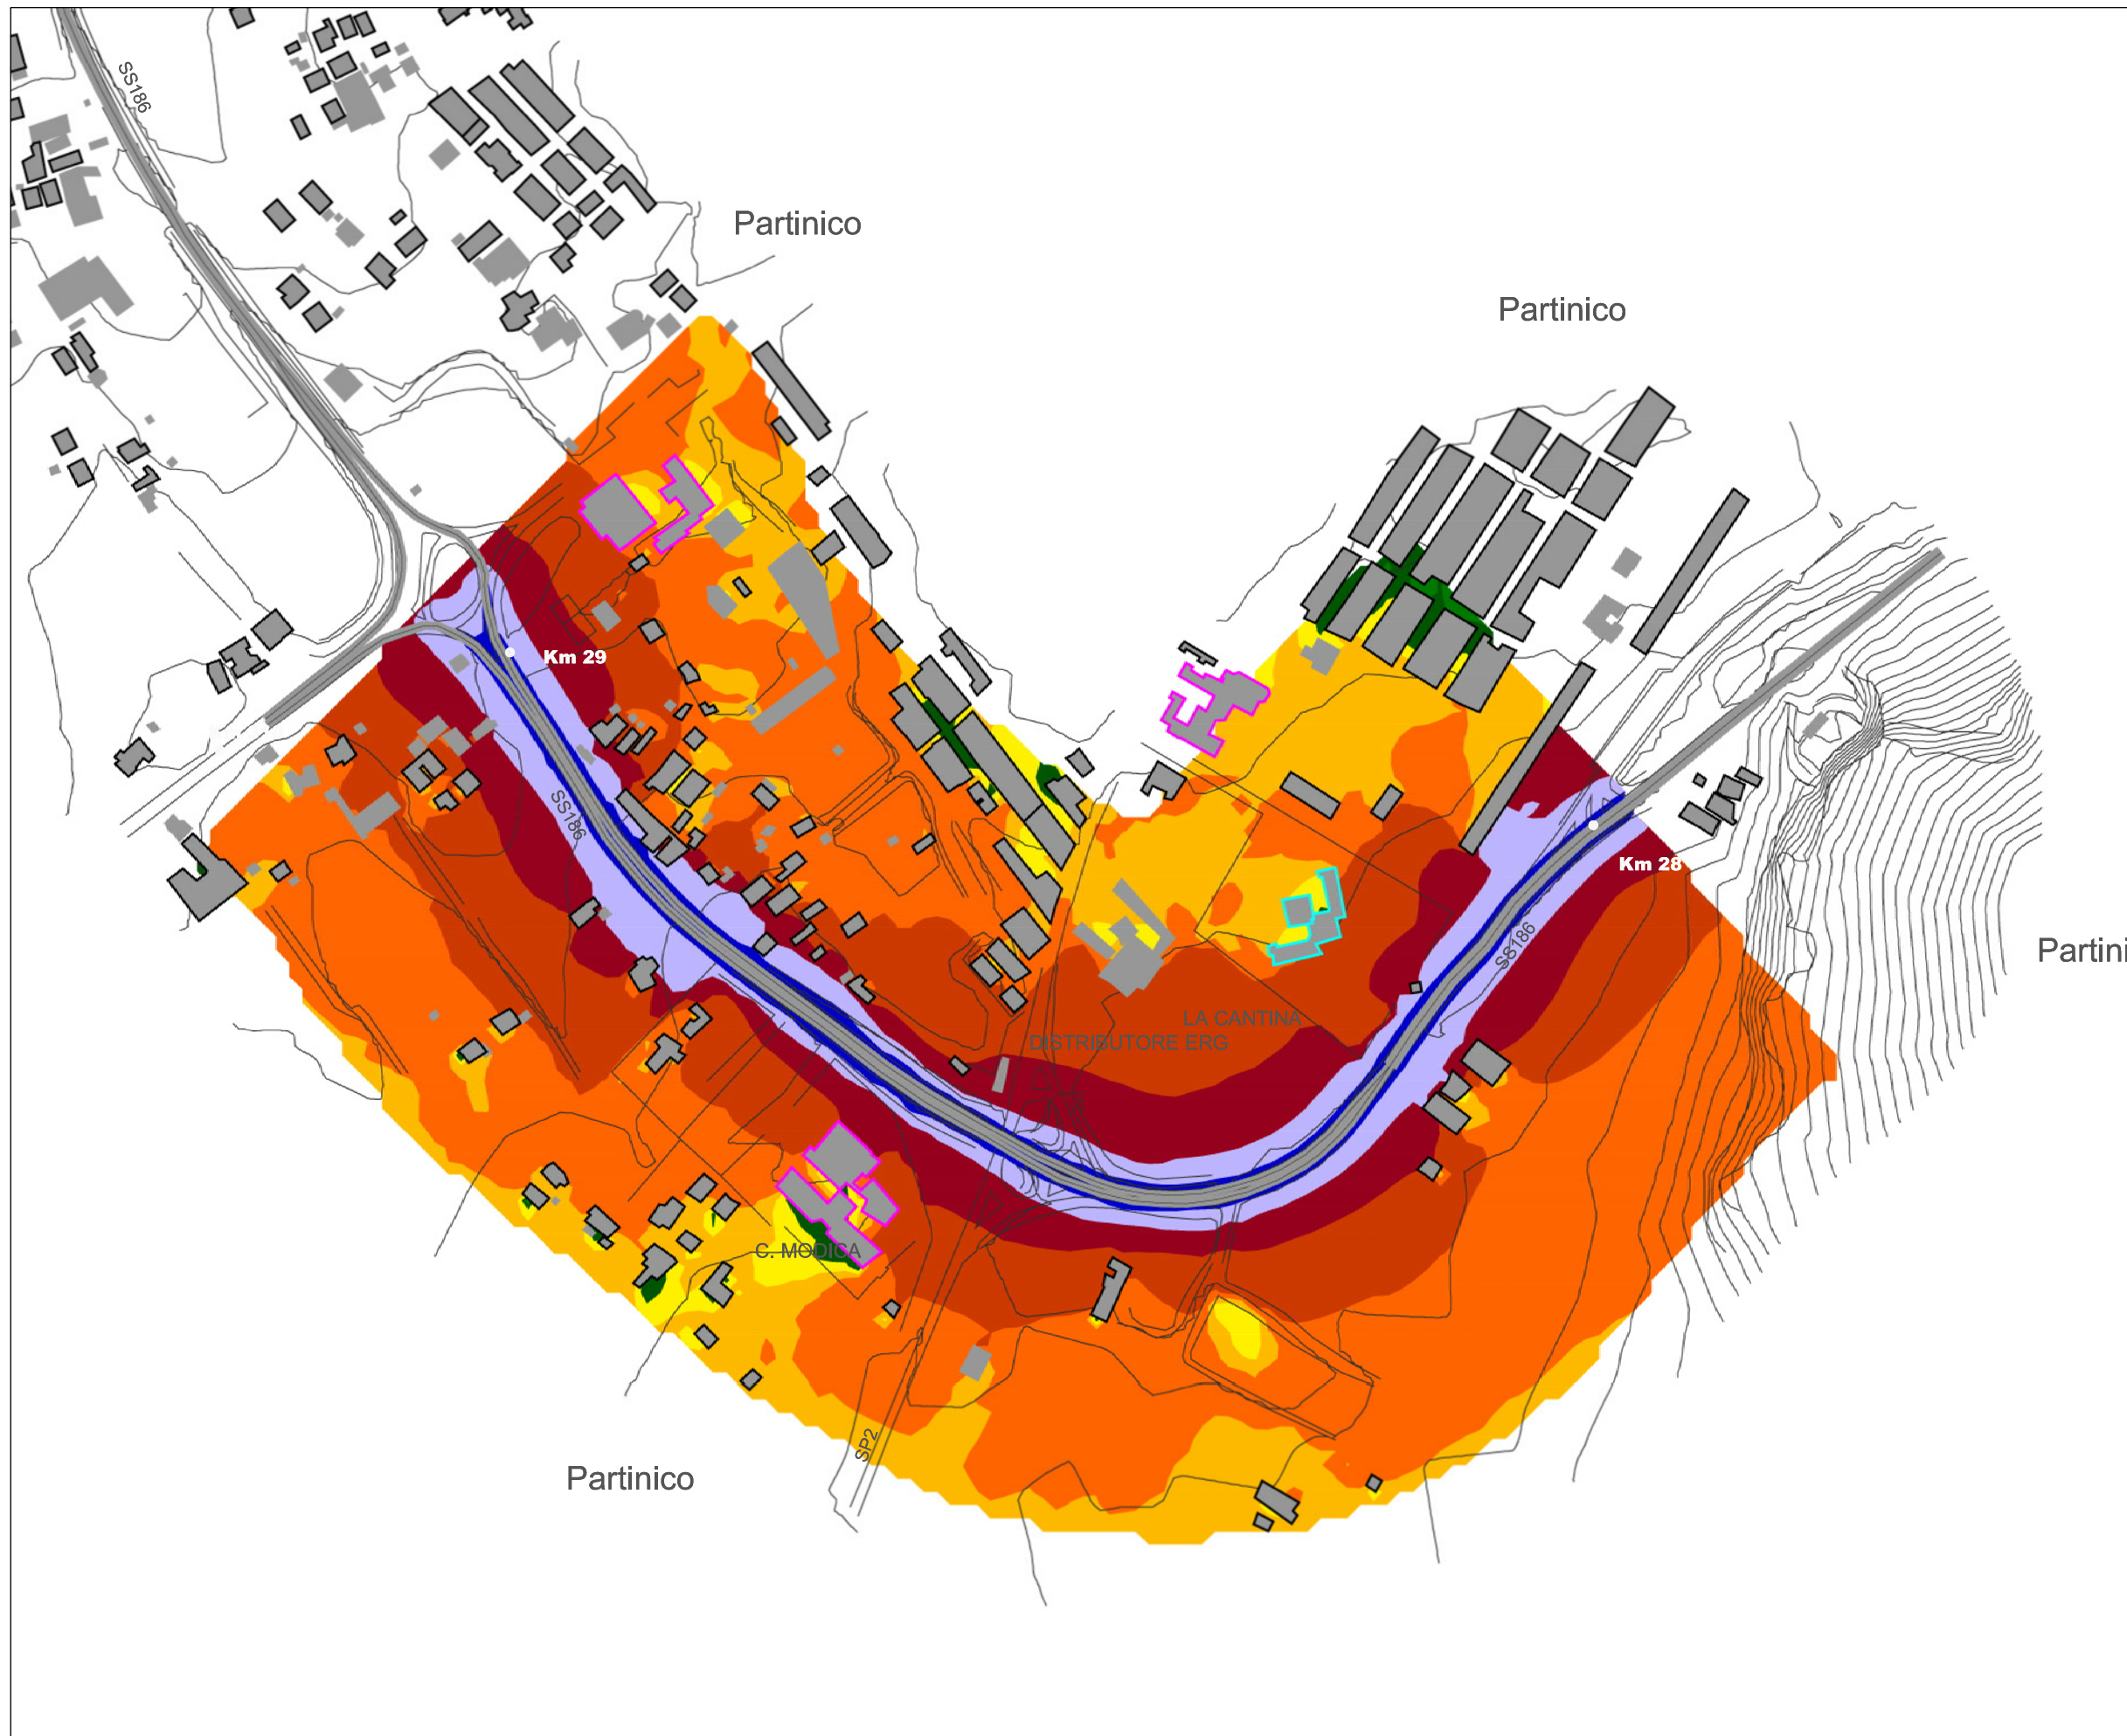 SS186
Partinico
Partinico
Km 29
SS186
Km 28
SS186
Partini
LA CANTINA
DISTRIBUTORE ERG
C. MODICA
SP2
Partinico